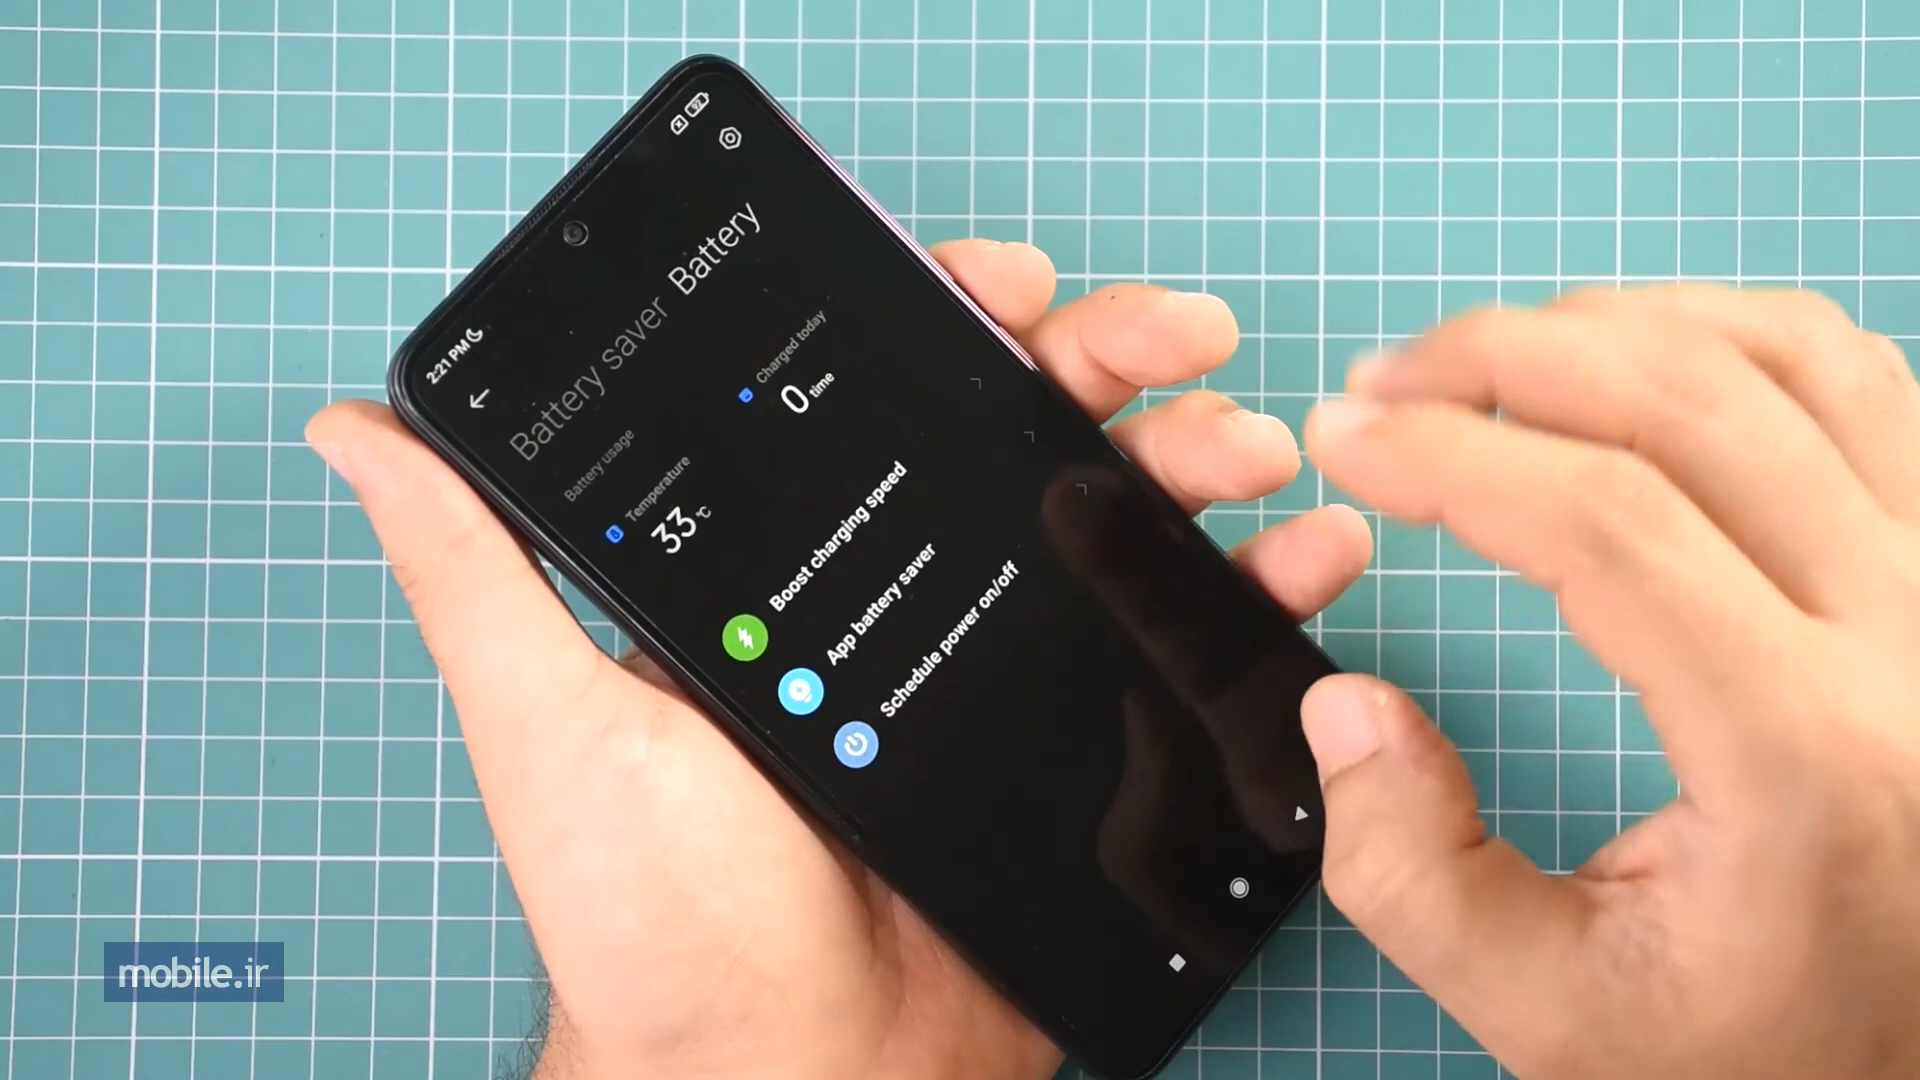 2:21 PM
92
Battery saver Battery
Battery usage
Temperature
33 °C
Charged today
0 time
Boost charging speed
App battery saver
Schedule power on/off
mobile.ir